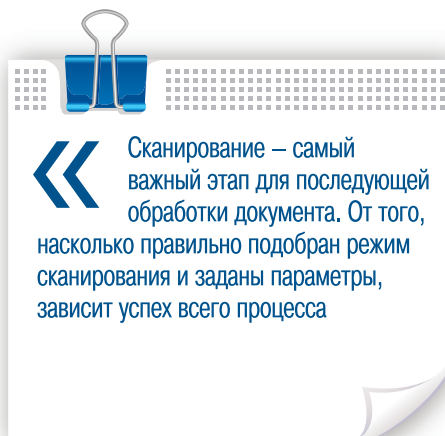 « Сканирование – самый
важный этап для последующей
обработки документа. От того,
насколько правильно подобран режим
сканирования и заданы параметры,
зависит успех всего процесса